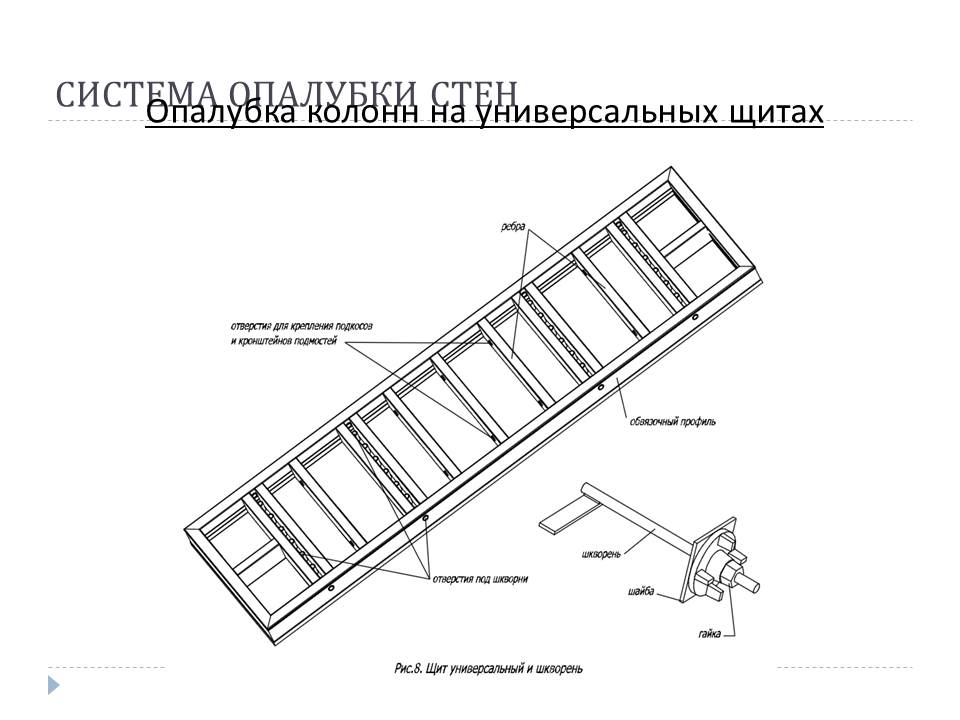 СИСТЕМА ОПАЛУБКИ СТЕН
Опалубка колонн на универсальных щитах
ребра
отверстия для крепления подкосов
и кронштейнов подмостей
обвязочный профиль
шкворень
отверстия под шкворни
шайба
гайка
Рис.8. Щит универсальный и шкворень